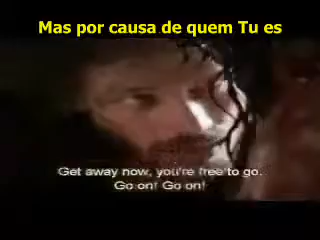 Mas por causa de quem Tu es
Get away now, you're free to go.
Go on! Go on!